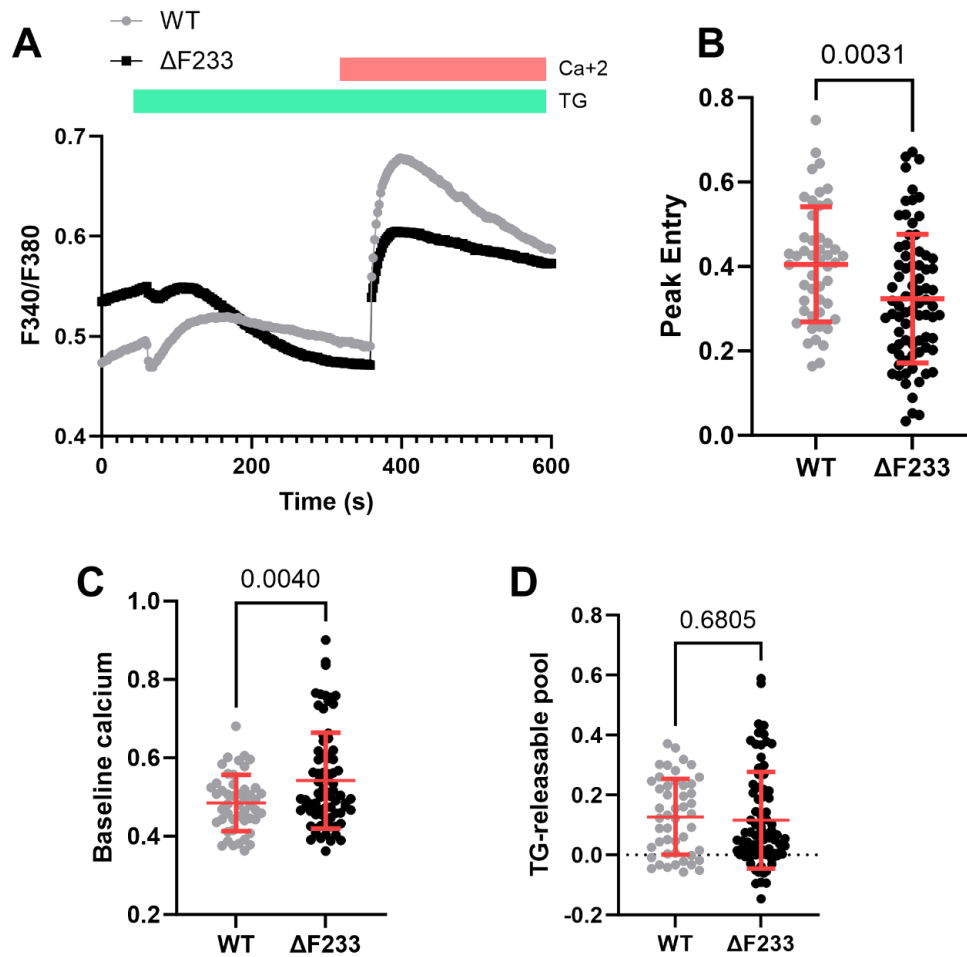 A
WT
ΔF233
Ca+2
TG
F340/F380
0.7
0.6
0.5
0.4
0
200
400
600
Time (s)
B
0.0031
Peak Entry
0.8
0.6
0.4
0.2
0.0
WT
ΔF233
C
0.0040
Baseline calcium
1.0
0.8
0.6
0.4
0.2
WT
ΔF233
D
0.6805
TG-releasable pool
0.8
0.6
0.4
0.2
0.0
-0.2
WT
ΔF233